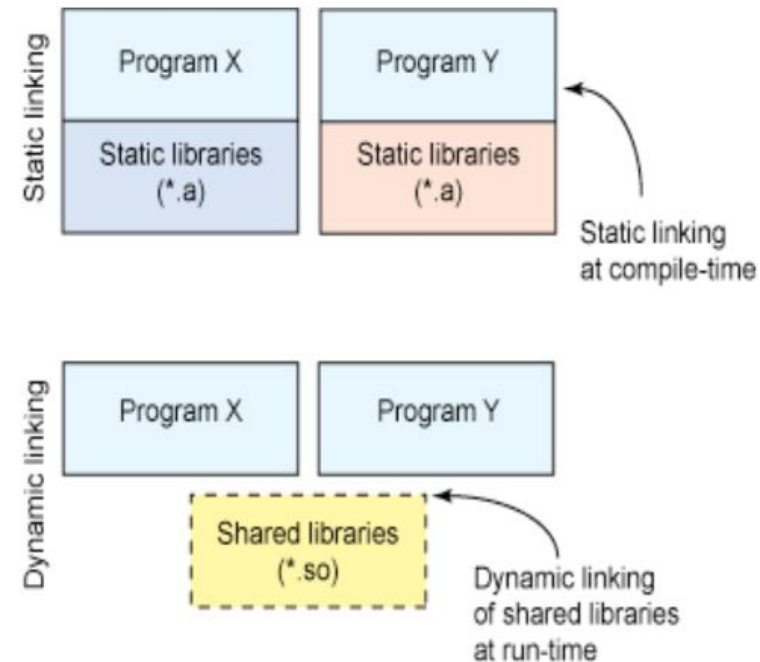 Static linking
Program X
Static libraries
(*.a)
Program Y
Static libraries
(*.a)
Static linking
at compile-time
Dynamic linking
Program X
Program Y
Shared libraries
(*.so)
Dynamic linking
of shared libraries
at run-time